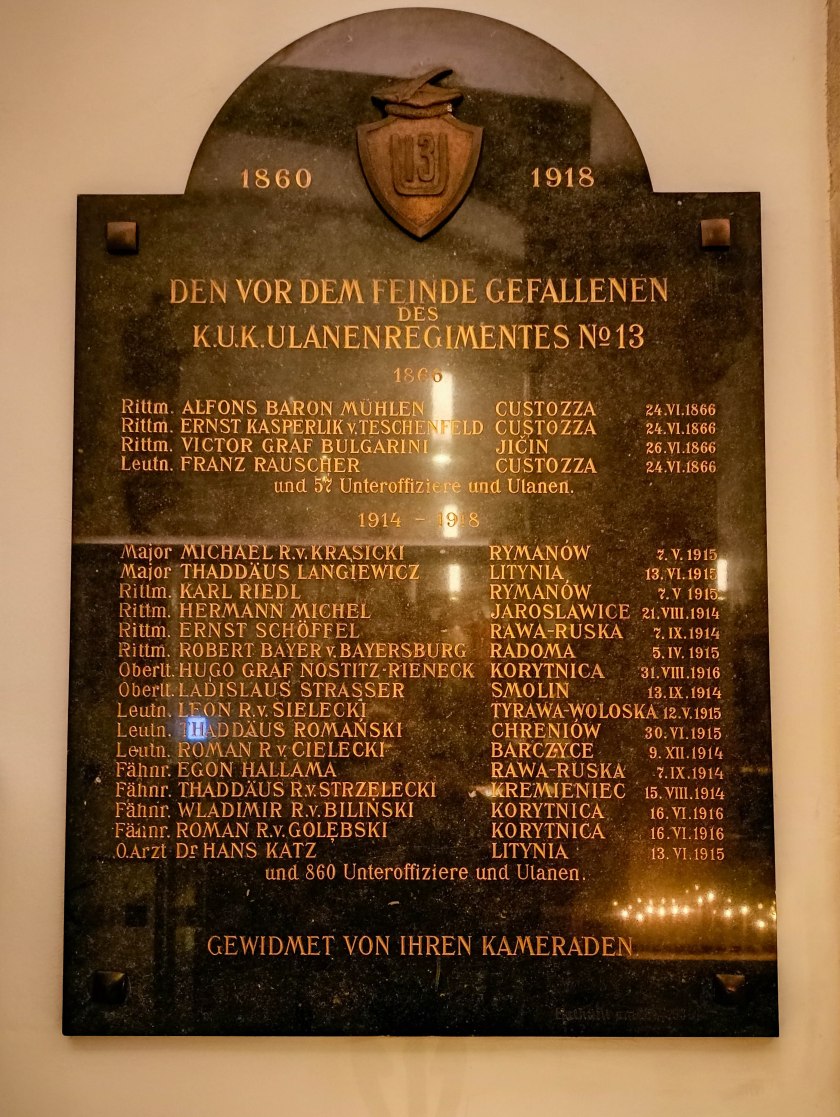 13
1860 1918
DEN VOR DEM FEINDE GEFALLENEN
DES
K.U.K. ULANENREGIMENTES No 13
1866
Rittm. ALFONS BARON MÜHLEN CUSTOZZA 24.VI.1866
Rittm. ERNST KASPERLIK v. TESCHENFELD CUSTOZZA 24.VI.1866
Rittm. VICTOR GRAF BULGARINI JIČIN 26.VI.1866
Leutn. FRANZ RAUSCHER CUSTOZZA 24.VI.1866
und 57 Unteroffiziere und Ulanen.
1914 – 1918
Major MICHAEL R.v. KRASICKI RYMANÓW 7.V.1915
Major THADDÄUS LANGIEWICZ LITYNIA 13.VI.1915
Rittm. KARL RIEDL RYMANÓW 7.V 1915
Rittm. HERMANN MICHEL JAROSLAWICE 21.VIII.1914
Rittm. ERNST SCHÖFFEL RAWA-RUSKA 7.IX.1914
Rittm. ROBERT BAYER v. BAYERSBURG RADOMA 5.IV.1915
Oberlt. HUGO GRAF NOSTITZ-RIENECK KORYTNICA 31.VIII.1916
Oberlt. LADISLAUS STRASSER SMOLIN 13.IX.1914
Leutn. LEON R.v. SIELECKI TYRAWA-WOLOSKA 12.V.1915
Leutn. THADDÄUS ROMAŃSKI CHRENIÓW 30.VI.1915
Leutn. ROMAN R v. CIELECKI BARCZYCE 9.XII.1914
Fähnr. EGON HALLAMA RAWA-RUSKA 7.IX.1914
Fähnr. THADDÄUS R.v. STRZELECKI KREMIENIEC 15.VIII.1914
Fähnr. WLADIMIR R.v. BILIŃSKI KORYTNICA 16.VI.1916
Fähnr. ROMAN R.v. GOLĘBSKI KORYTNICA 16.VI.1916
O.Arzt Dr HANS KATZ LITYNIA 13.VI.1915
und 860 Unteroffiziere und Ulanen.
GEWIDMET VON IHREN KAMERADEN.